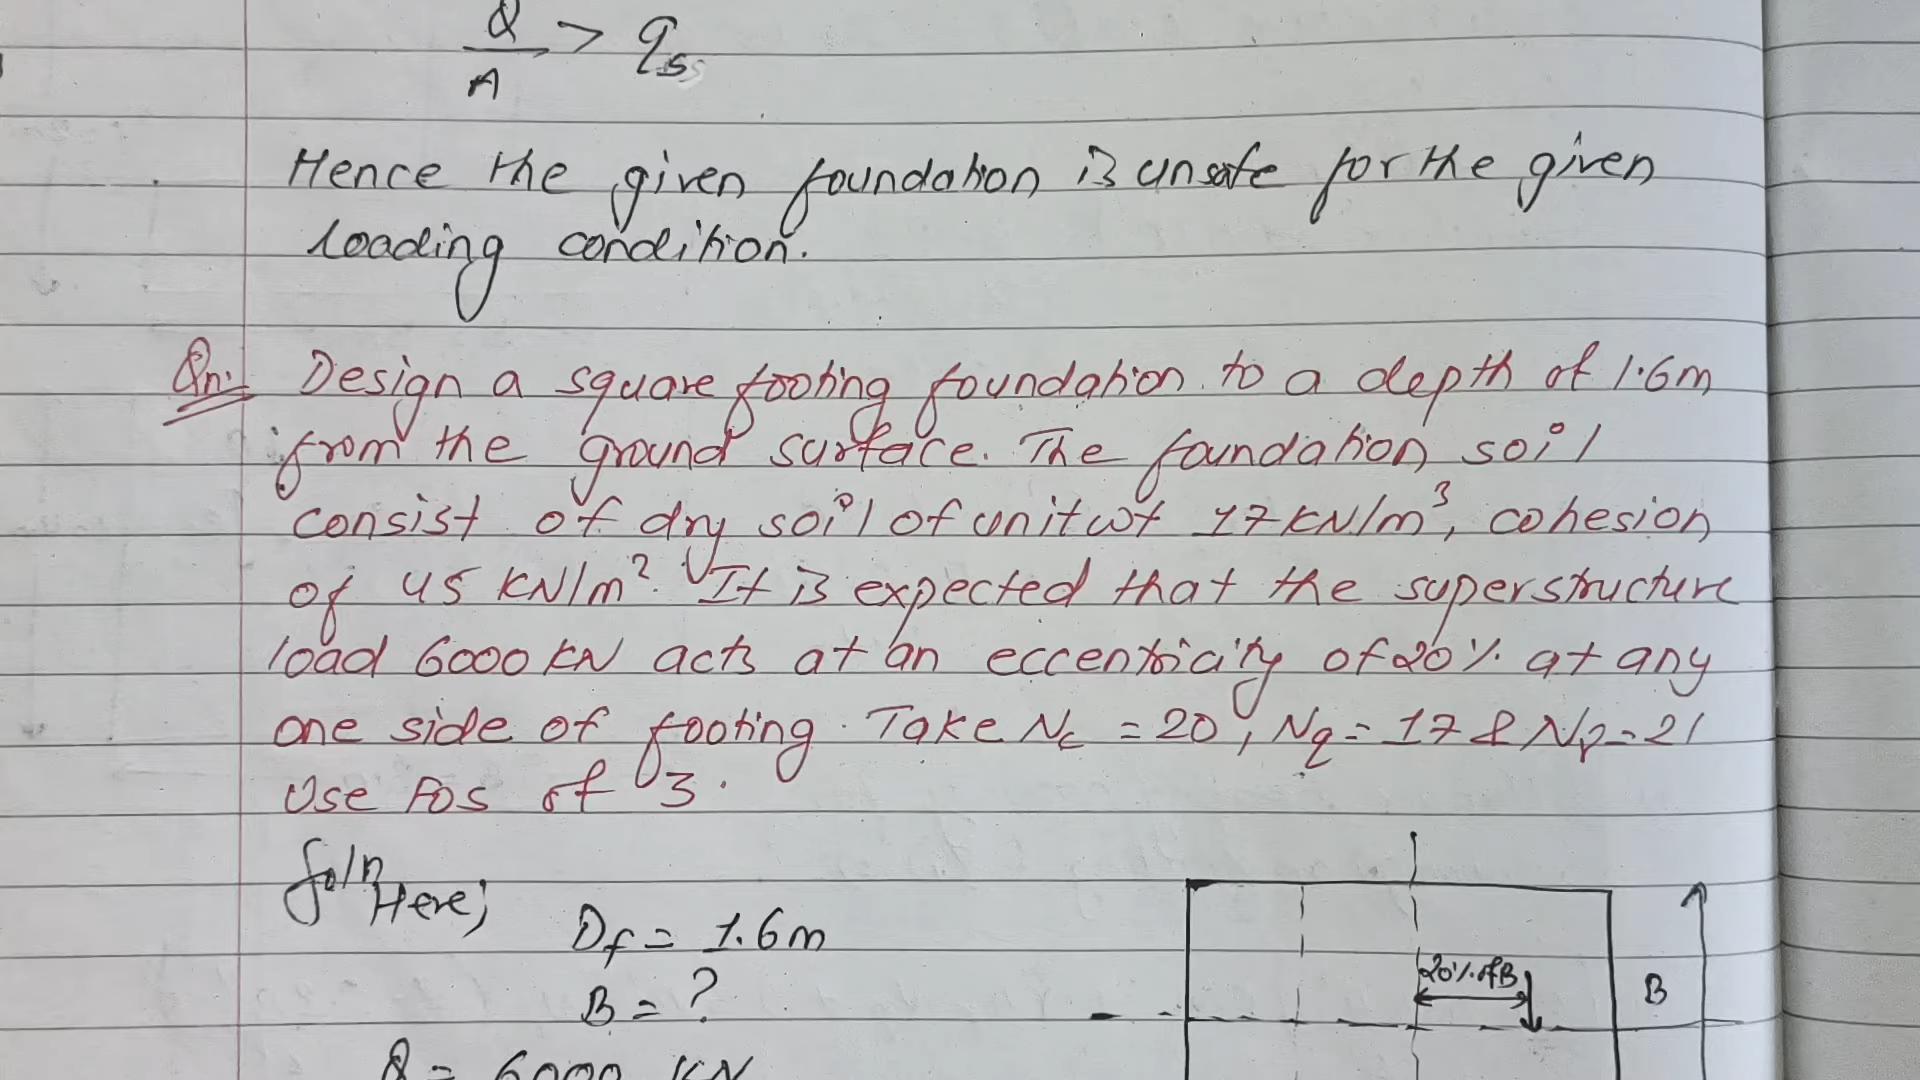 Q/A > qs
Hence the given foundation is unsafe for the given
loading condition.
Qn: Design a square footing foundation to a depth of 1.6m
from the ground surface. The foundation soil
consist of dry soil of unit wt 17 KN/m³, cohesion
of 45 KN/m². It is expected that the superstructure
load 6000 KN acts at an eccentricity of 20% at any
one side of footing. Take Nc = 20, Nq = 17 & Nγ = 21
Use FOS of 3.
Soln Here;
Df = 1.6m
20% of B
B
B = ?
Q = 6000 KN